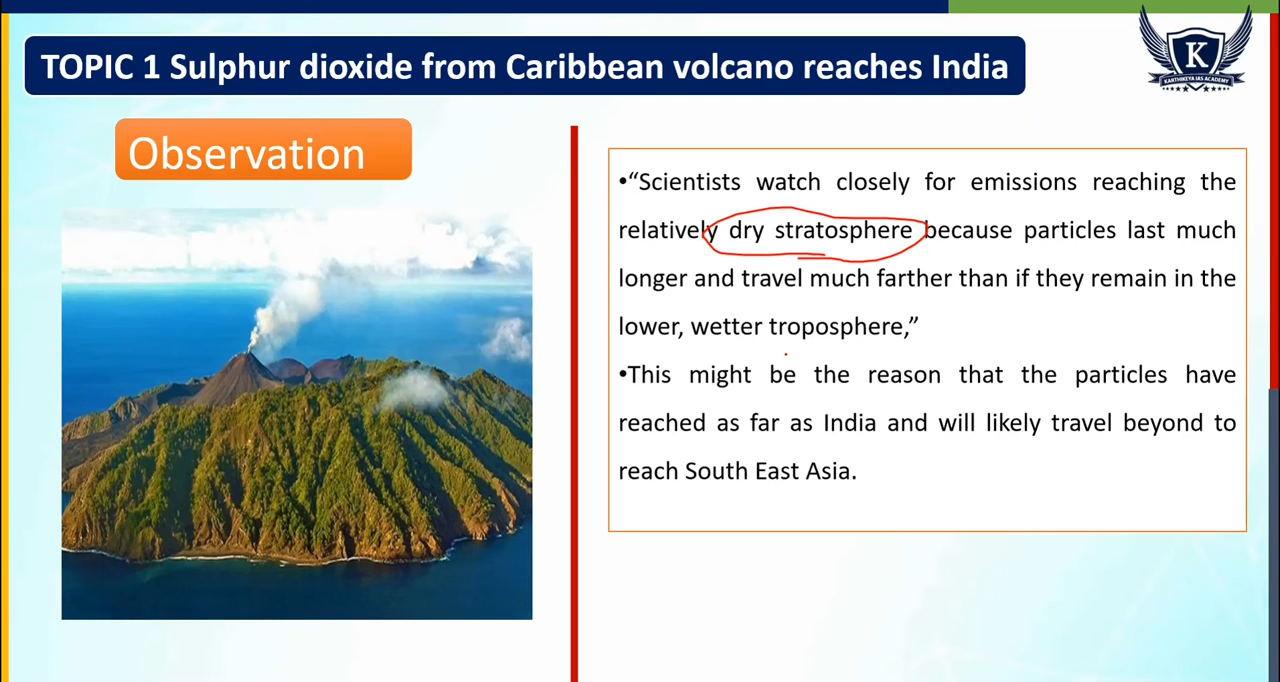 TOPIC 1 Sulphur dioxide from Caribbean volcano reaches India
K
KARTHIKEYA IAS ACADEMY
Observation
•“Scientists watch closely for emissions reaching the
relatively dry stratosphere because particles last much
longer and travel much farther than if they remain in the
lower, wetter troposphere,”
•This might be the reason that the particles have
reached as far as India and will likely travel beyond to
reach South East Asia.